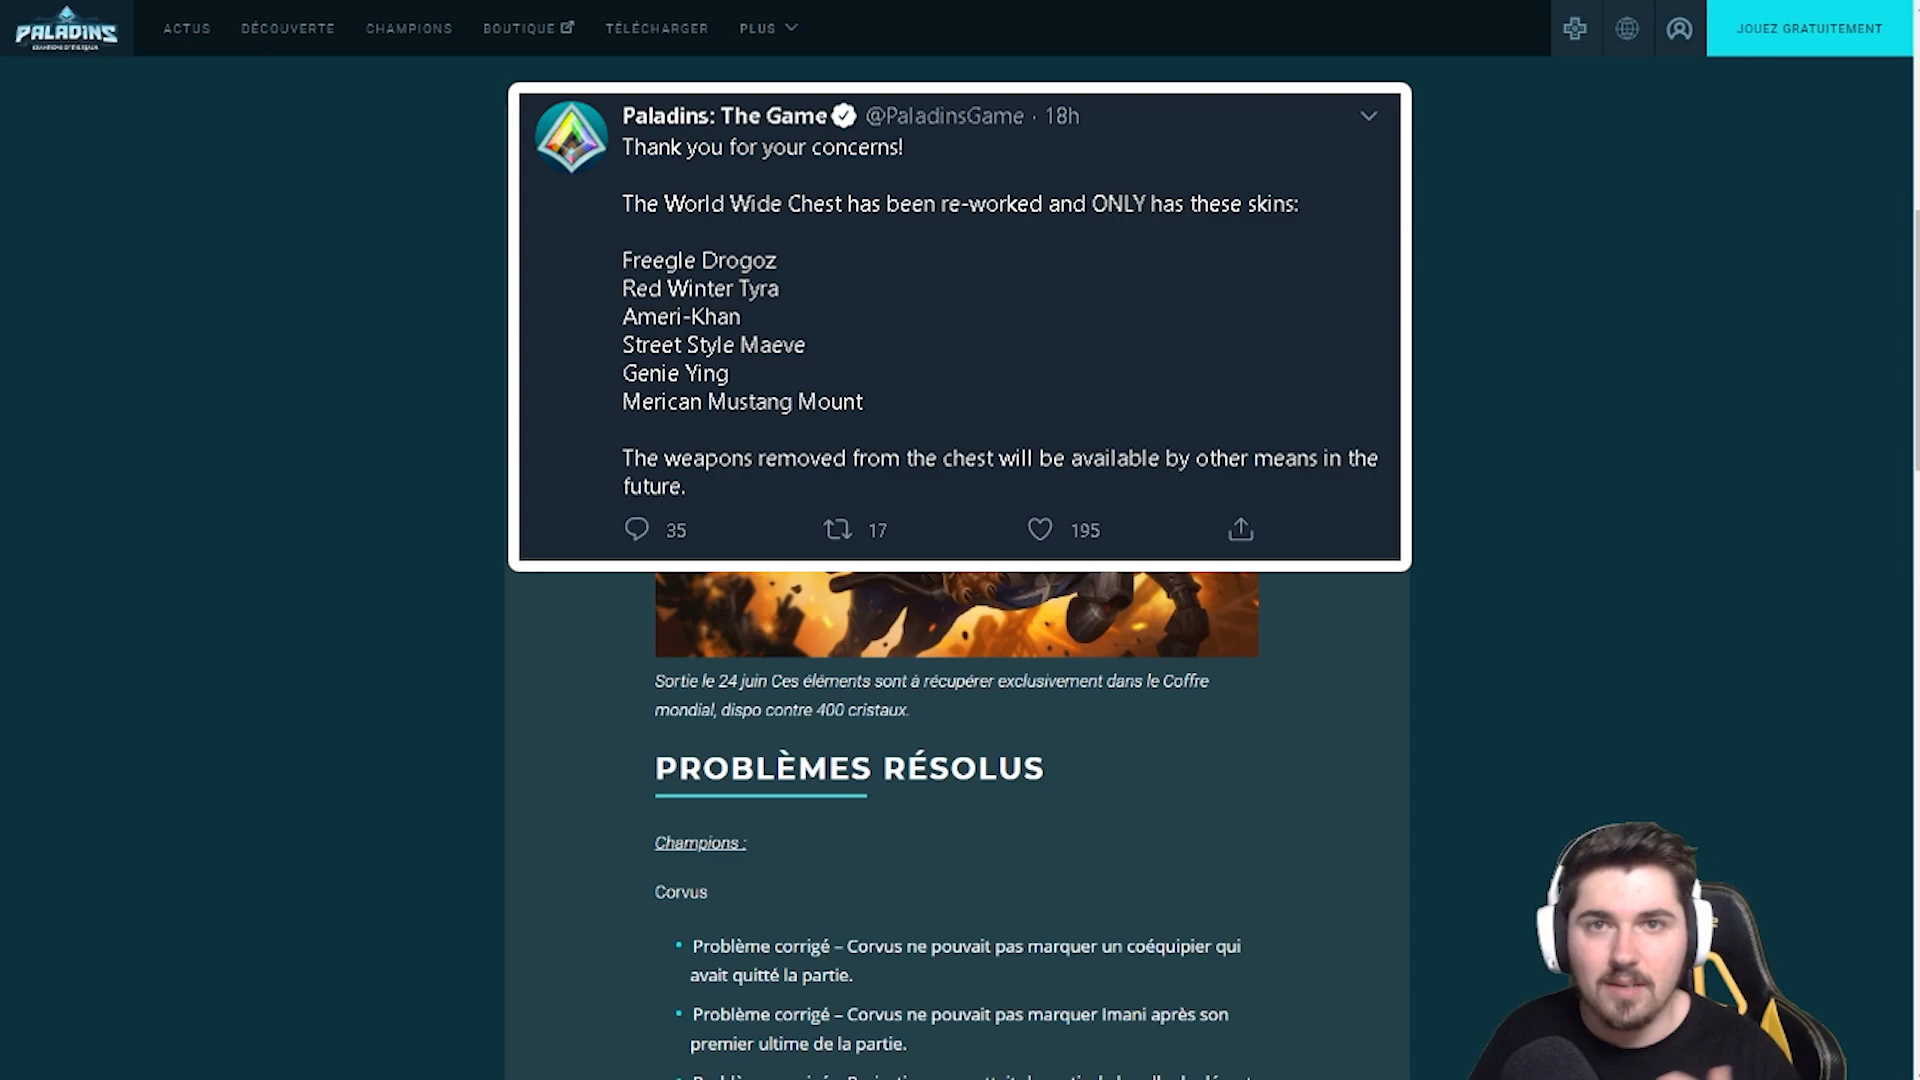 PALADINS
CHAMPIONS OF THE REALM
ACTUS
DÉCOUVERTE
CHAMPIONS
BOUTIQUE
TÉLÉCHARGER
PLUS
JOUEZ GRATUITEMENT
Paladins: The Game @PaladinsGame · 18h
Thank you for your concerns!
The World Wide Chest has been re-worked and ONLY has these skins:
Freegle Drogoz
Red Winter Tyra
Ameri-Khan
Street Style Maeve
Genie Ying
Merican Mustang Mount
The weapons removed from the chest will be available by other means in the
future.
35 17 195
Sortie le 24 juin Ces éléments sont à récupérer exclusivement dans le Coffre
mondial, dispo contre 400 cristaux.
PROBLÈMES RÉSOLUS
Champions :
Corvus
• Problème corrigé – Corvus ne pouvait pas marquer un coéquipier qui
avait quitté la partie.
• Problème corrigé – Corvus ne pouvait pas marquer Imani après son
premier ultime de la partie.